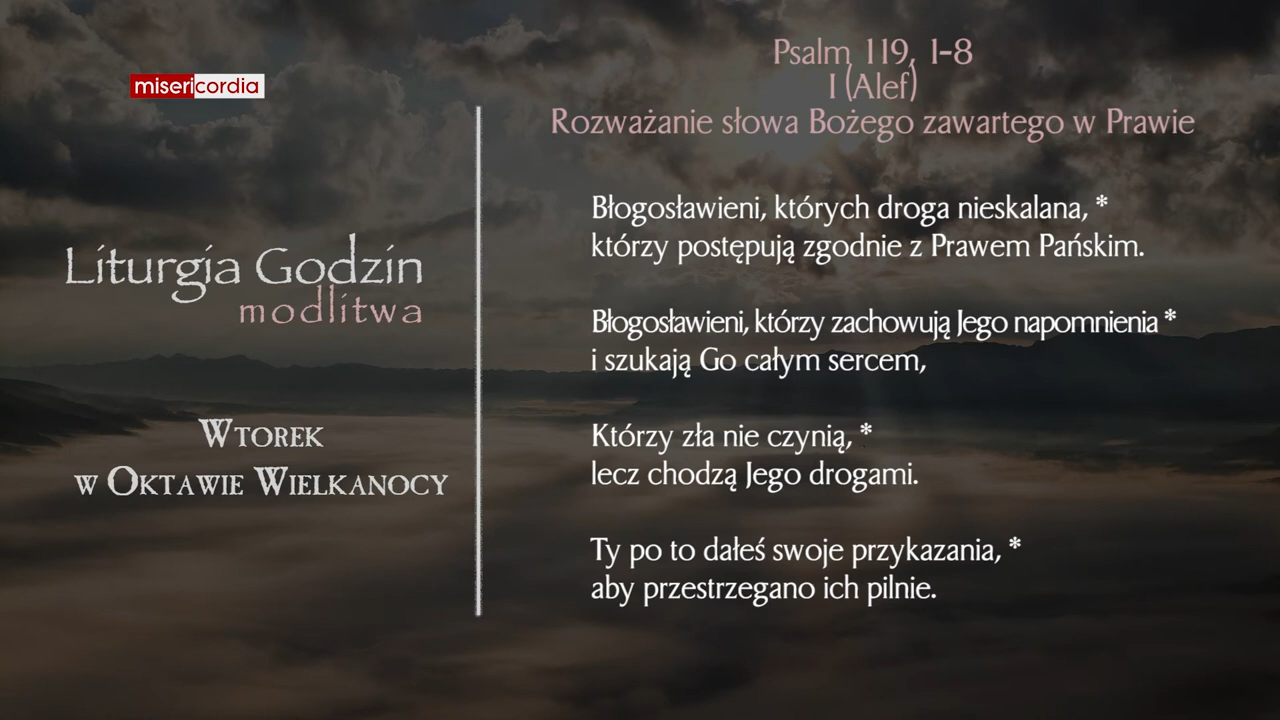 misericordia
Liturgia Godzin
modlitwa
Wtorek
w Oktawie Wielkanocy
Psalm 119, 1-8
I (Alef)
Rozważanie słowa Bożego zawartego w Prawie
Błogosławieni, których droga nieskalana, *
którzy postępują zgodnie z Prawem Pańskim.
Błogosławieni, którzy zachowują Jego napomnienia *
i szukają Go całym sercem,
Którzy zła nie czynią, *
lecz chodzą Jego drogami.
Ty po to dałeś swoje przykazania, *
aby przestrzegano ich pilnie.